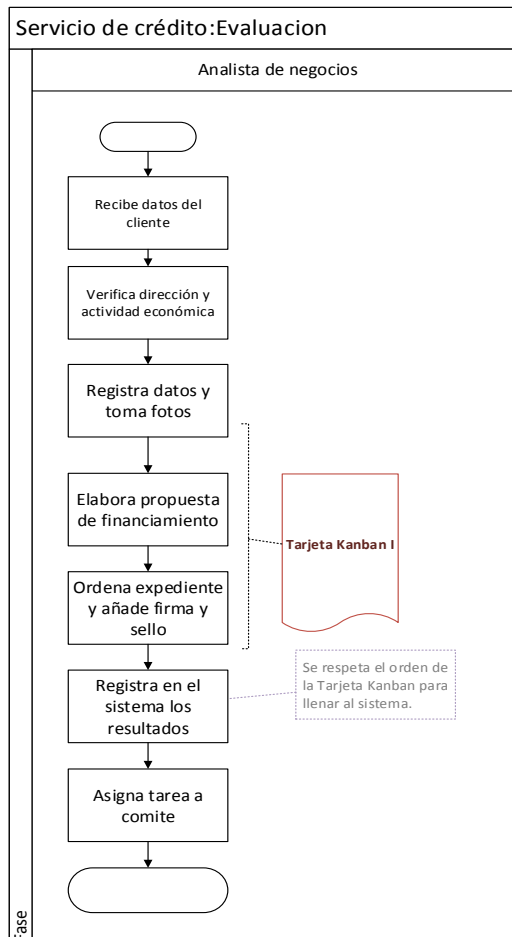 Servicio de crédito:Evaluacion
Analista de negocios
Recibe datos del
cliente
Verifica dirección y
actividad económica
Registra datos y
toma fotos
Elabora propuesta
de financiamiento
Tarjeta Kanban I
Ordena expediente
y añade firma y
sello
Se respeta el orden de
la Tarjeta Kanban para
llenar al sistema.
Registra en el
sistema los
resultados
Asigna tarea a
comite
Fase